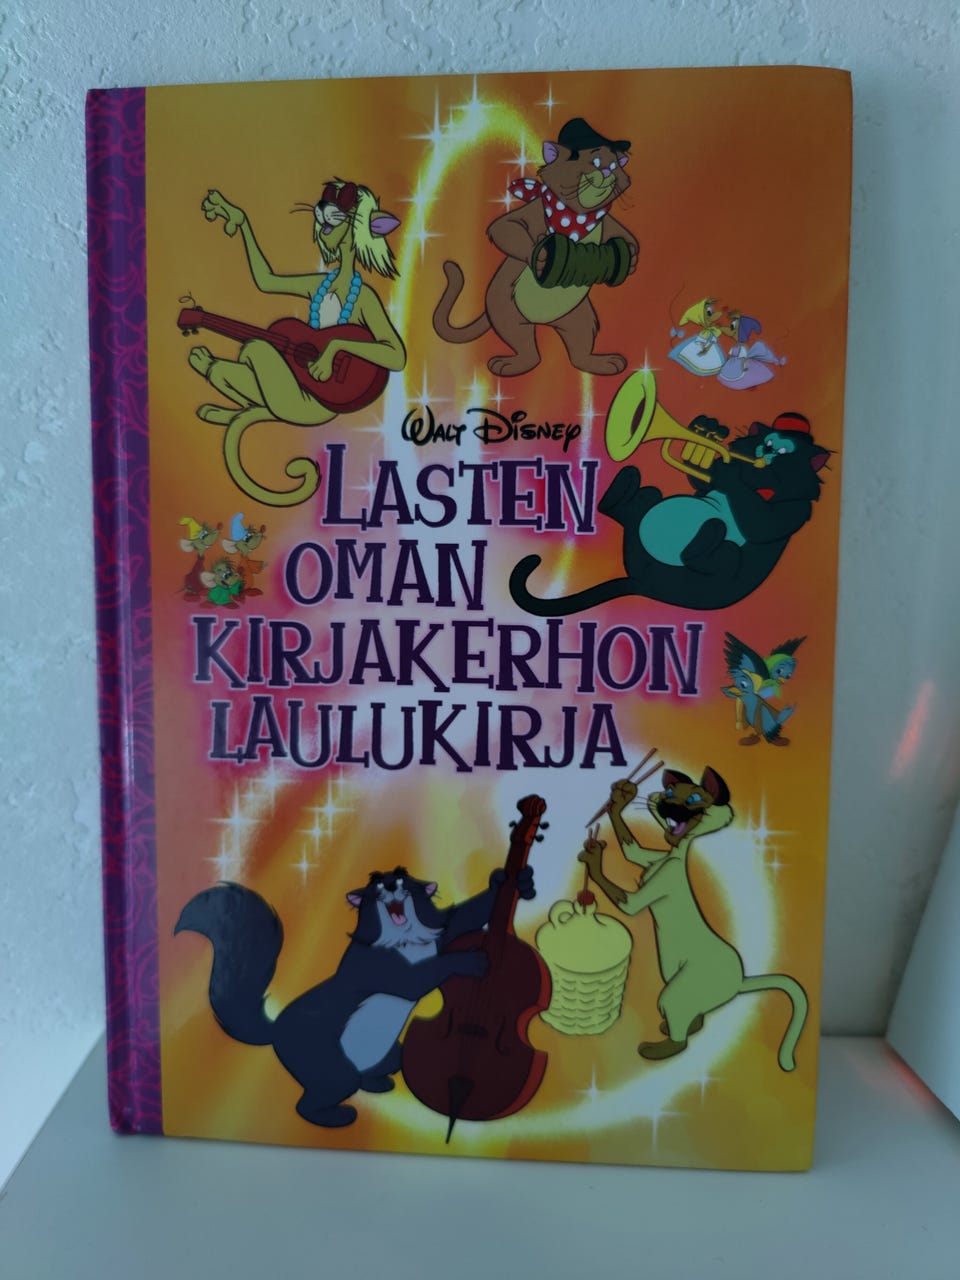 WALT DISNEY
LASTEN
OMAN
KIRJAKERHON
LAULUKIRJA